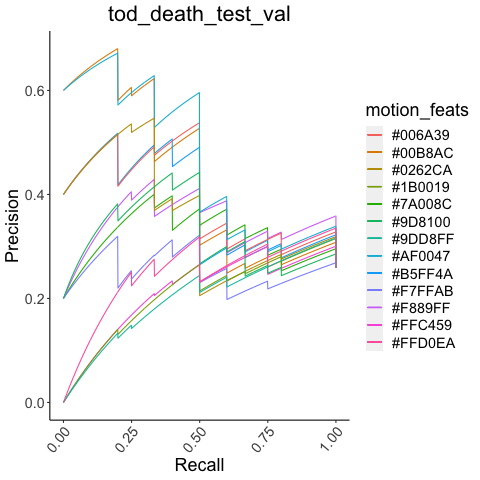 tod_death_test_val
Precision
0.6
0.4
0.2
0.0
0.00
0.25
0.50
0.75
1.00
Recall
motion_feats
#006A39
#00B8AC
#0262CA
#1B0019
#7A008C
#9D8100
#9DD8FF
#AF0047
#B5FF4A
#F7FFAB
#F889FF
#FFC459
#FFD0EA